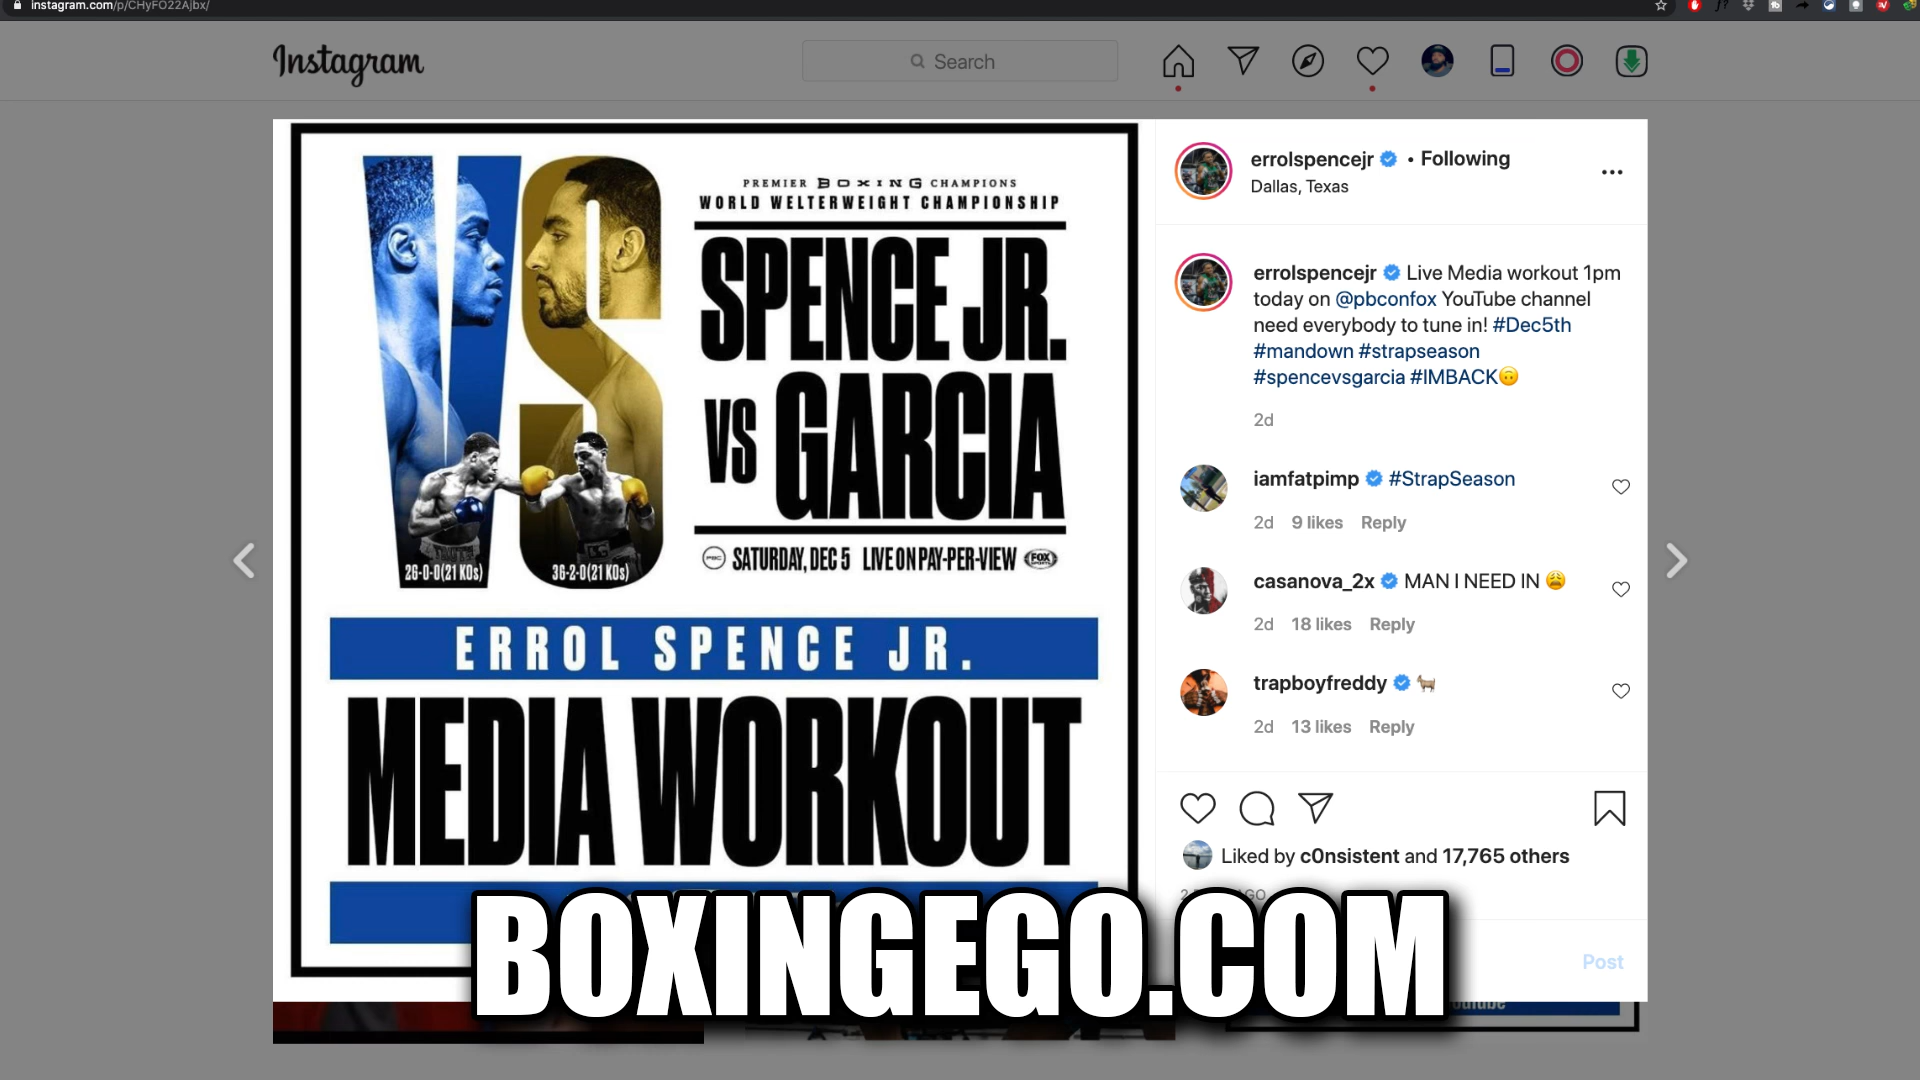 instagram.com/p/CHyFO22Ajbx/
Instagram
Search
VS
26-0-0(21 KOs)
36-2-0(21 KOs)
PREMIER BOXING CHAMPIONS
WORLD WELTERWEIGHT CHAMPIONSHIP
SPENCE JR.
VS GARCIA
PBC SATURDAY, DEC 5 LIVE ON PAY-PER-VIEW FOX SPORTS
ERROL SPENCE JR.
MEDIA WORKOUT
errolspencejr • Following
Dallas, Texas
...
errolspencejr Live Media workout 1pm
today on @pbconfox YouTube channel
need everybody to tune in! #Dec5th
#mandown #strapseason
#spencevsgarcia #IMBACK🙃
2d
iamfatpimp #StrapSeason
2d 9 likes Reply
casanova_2x MAN I NEED IN 😩
2d 18 likes Reply
trapboyfreddy 🐐
2d 13 likes Reply
Liked by c0nsistent and 17,765 others
Post
BOXINGEGO.COM